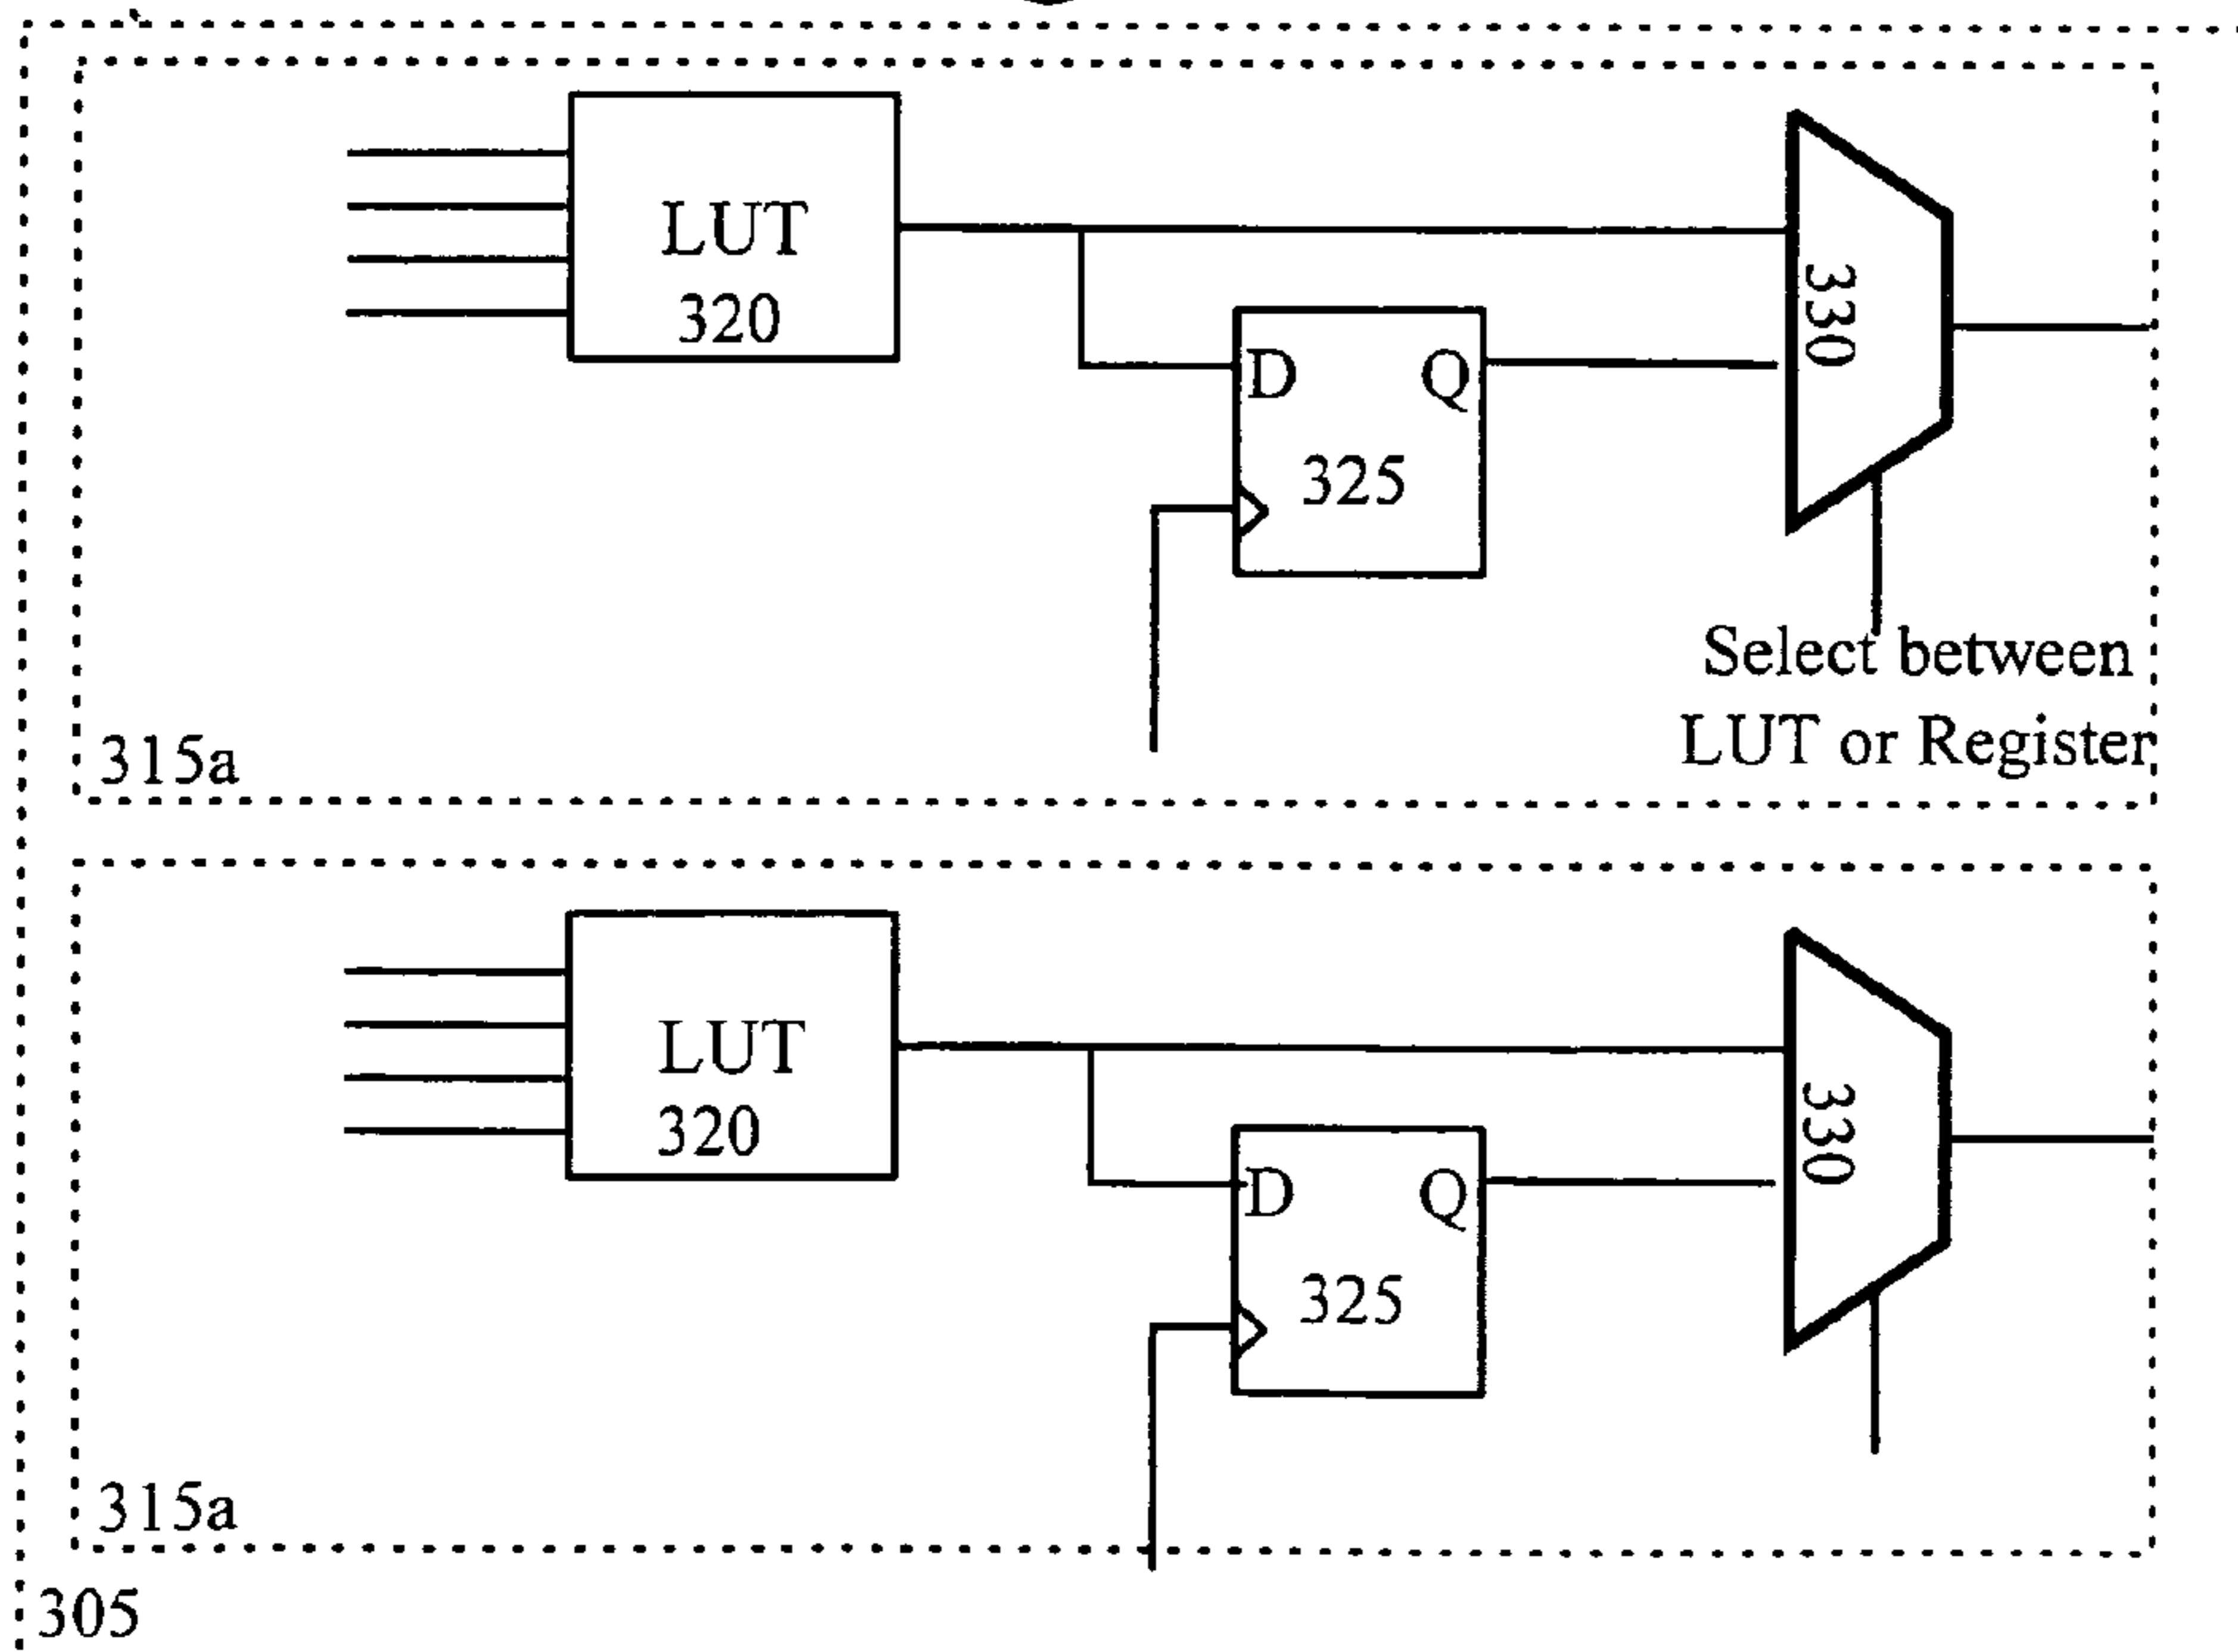 LUT
320
330
D Q
325
Select between
LUT or Register
315a
LUT
320
330
D Q
325
315a
305